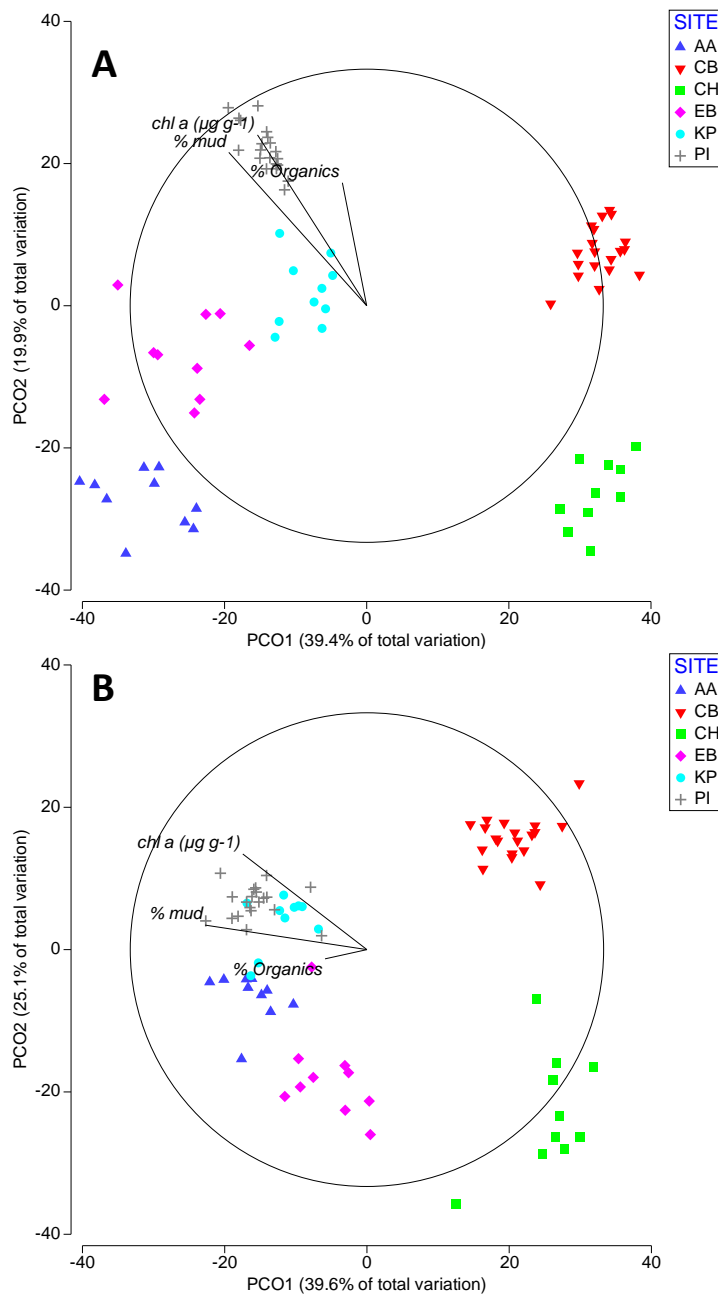 A
40
20
0
-20
-40
PCO2 (19.9% of total variation)
chl a (µg g-1)
% mud
% Organics
-40
-20
0
20
40
PCO1 (39.4% of total variation)
SITE
AA
CB
CH
EB
KP
PI
B
40
20
0
-20
-40
PCO2 (25.1% of total variation)
chl a (µg g-1)
% mud
% Organics
-40
-20
0
20
40
PCO1 (39.6% of total variation)
SITE
AA
CB
CH
EB
KP
PI